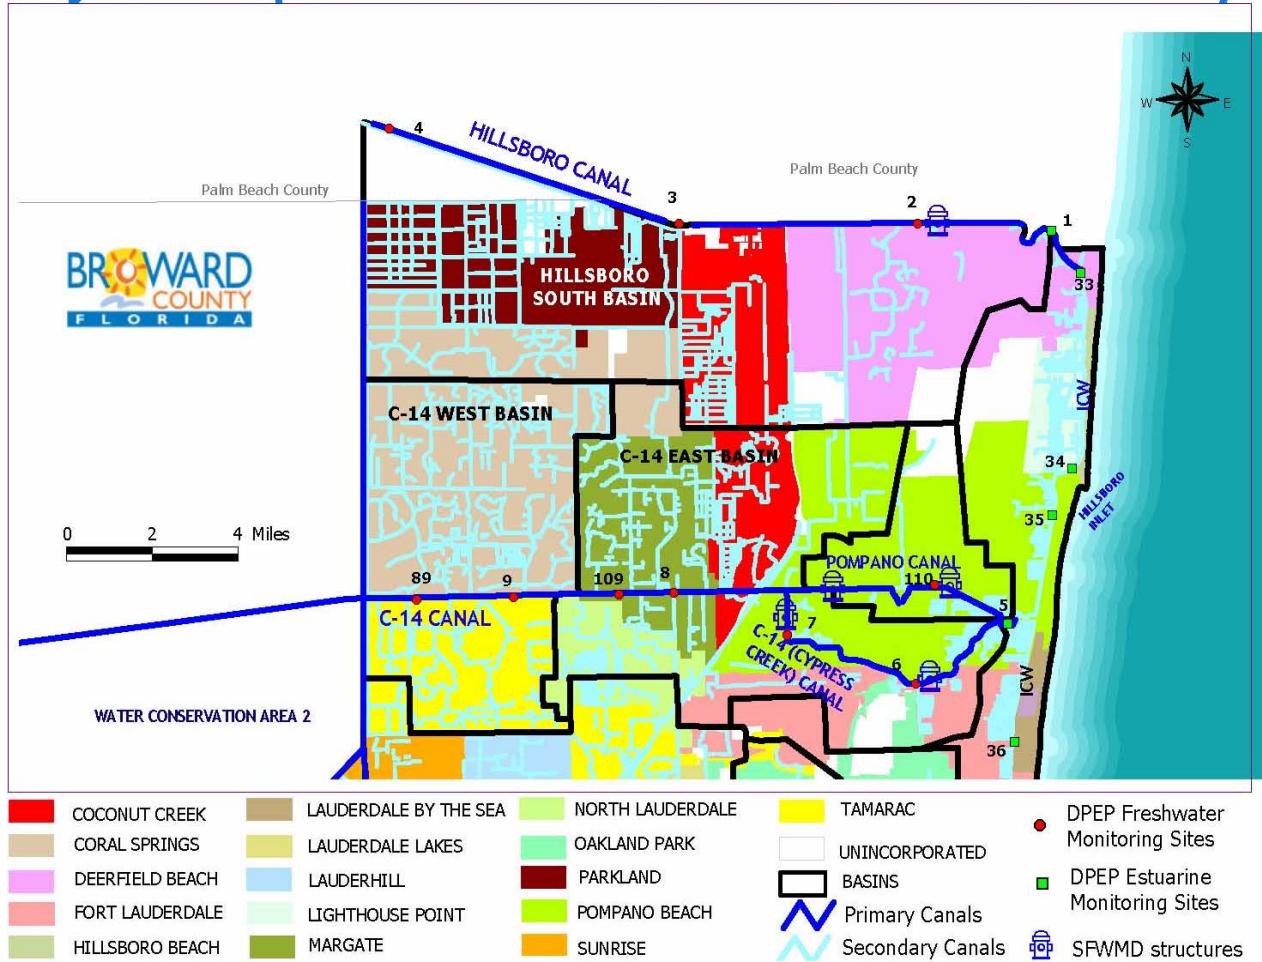 N
W
E
S
4
HILLSBORO CANAL
Palm Beach County
Palm Beach County
3
2
1
33
BROWARD
COUNTY
FLORIDA
HILLSBORO
SOUTH BASIN
ICW
C-14 WEST BASIN
C-14 EAST BASIN
34
HILLSBORO
INLET
35
0 2 4 Miles
POMPANO CANAL
89
9
109
8
110
5
C-14 CANAL
7
C-14 (CYPRESS
CREEK) CANAL
6
ICW
WATER CONSERVATION AREA 2
36
COCONUT CREEK
CORAL SPRINGS
DEERFIELD BEACH
FORT LAUDERDALE
HILLSBORO BEACH
LAUDERDALE BY THE SEA
LAUDERDALE LAKES
LAUDERHILL
LIGHTHOUSE POINT
MARGATE
NORTH LAUDERDALE
OAKLAND PARK
PARKLAND
POMPANO BEACH
SUNRISE
TAMARAC
UNINCORPORATED
BASINS
Primary Canals
Secondary Canals
DPEP Freshwater
Monitoring Sites
DPEP Estuarine
Monitoring Sites
SFWMD structures